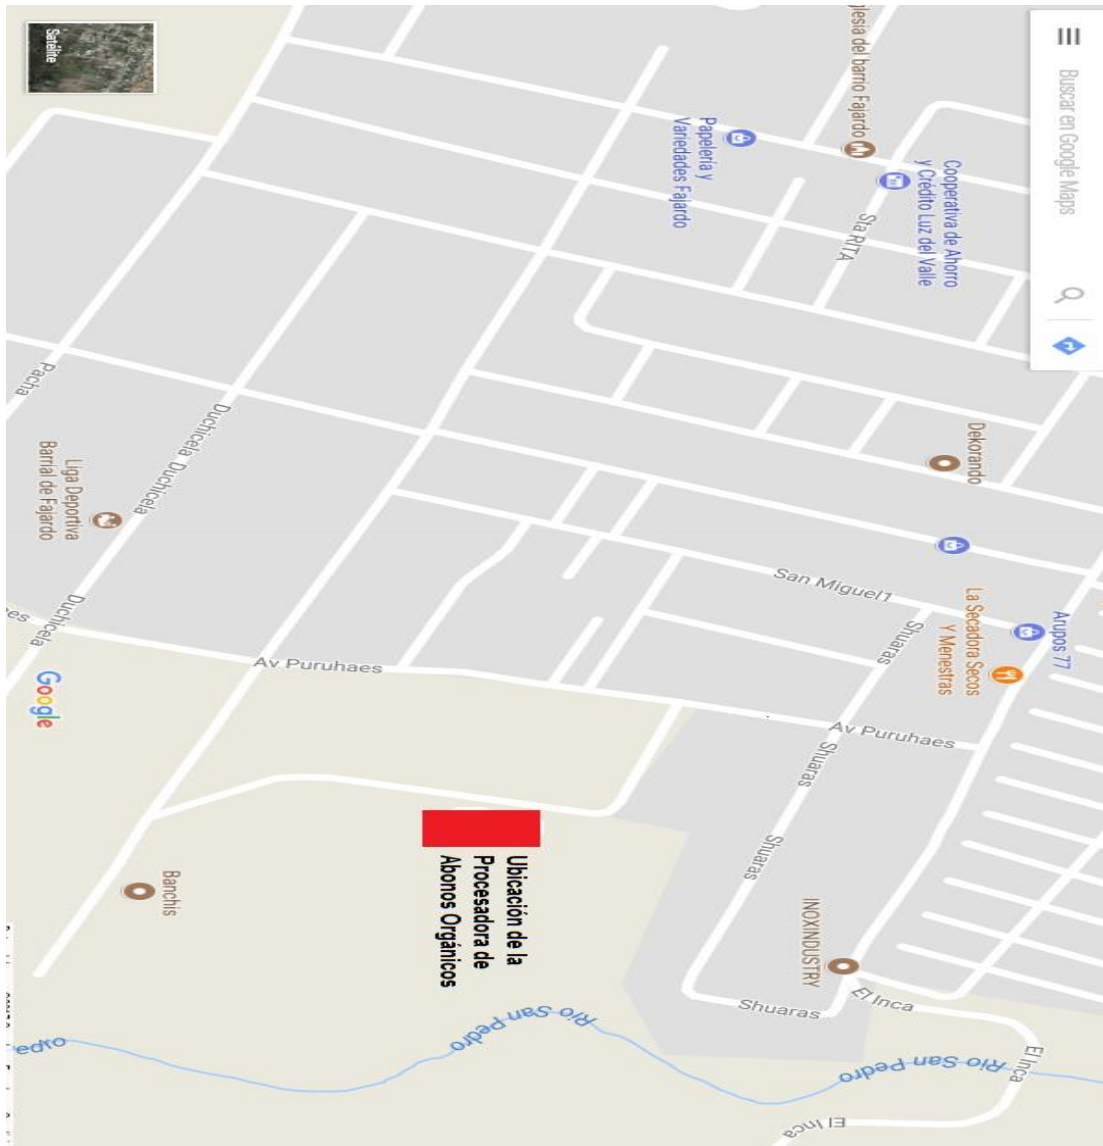 Buscar en Google Maps
Iglesia del barrio Fajardo
Cooperativa de Ahorro
y Crédito Luz del Valle
Papelería y
Variedades Fajardo
Sta RITA
Dekorando
Arupos 77
La Secadora Secos
Y Menestras
San Miguel1
Shuaras
Shuaras
Shuaras
Shuaras
Av Puruhaes
Av Puruhaes
INOXINDUSTRY
El Inca
El Inca
El Inca
Río San Pedro
Río San Pedro
edro
Ubicación de la
Procesadora de
Abonos Orgánicos
Banchis
Pacha
Duchicela Duchicela
Duchicela
Liga Deportiva
Barrial de Fajardo
es
Satélite
Google